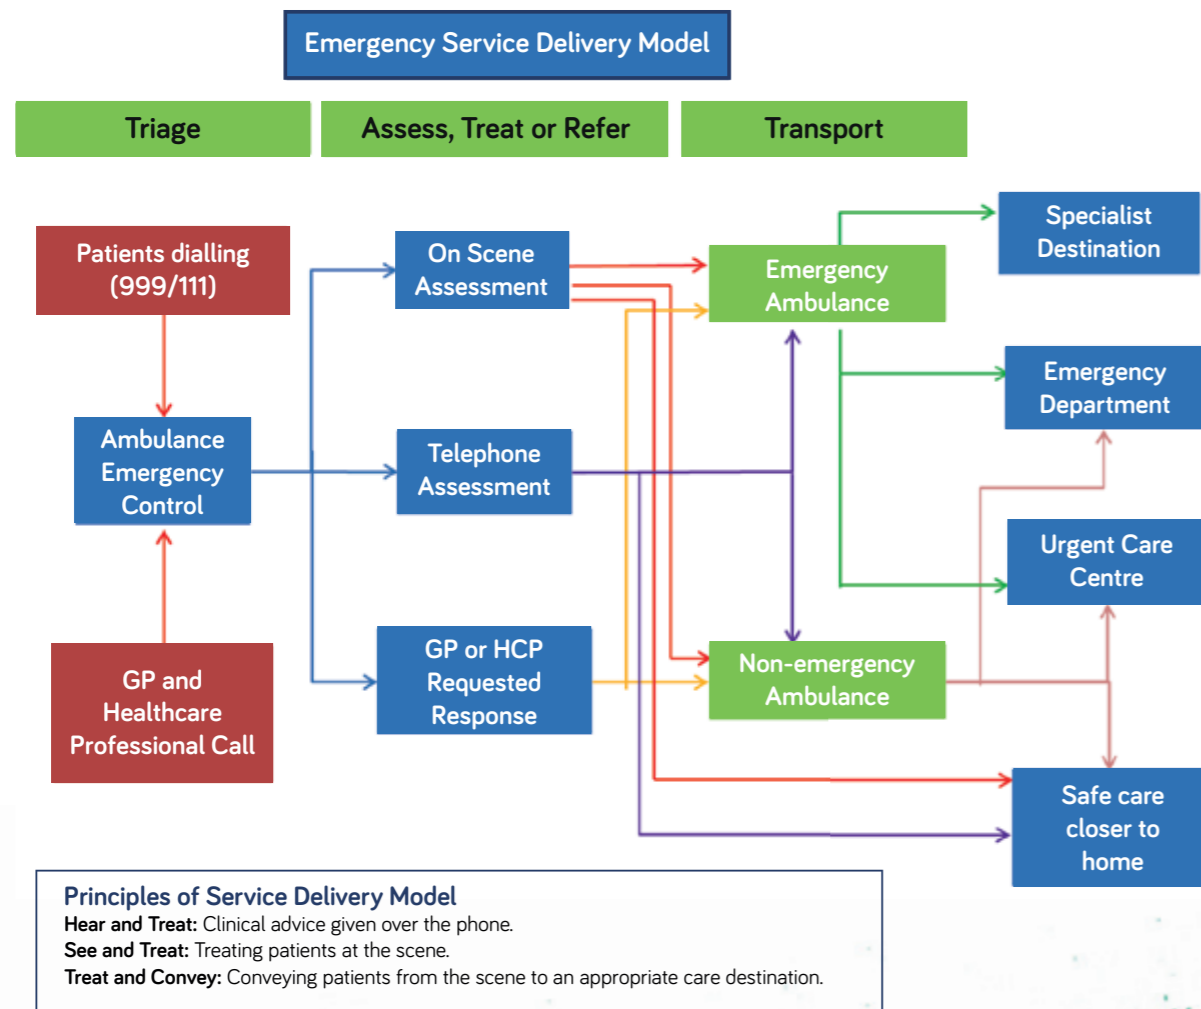 Emergency Service Delivery Model
Triage
Assess, Treat or Refer
Transport
Patients dialling
(999/111)
Ambulance
Emergency
Control
GP and
Healthcare
Professional Call
On Scene
Assessment
Telephone
Assessment
GP or HCP
Requested
Response
Emergency
Ambulance
Non-emergency
Ambulance
Specialist
Destination
Emergency
Department
Urgent Care
Centre
Safe care
closer to
home
Principles of Service Delivery Model
Hear and Treat: Clinical advice given over the phone.
See and Treat: Treating patients at the scene.
Treat and Convey: Conveying patients from the scene to an appropriate care destination.